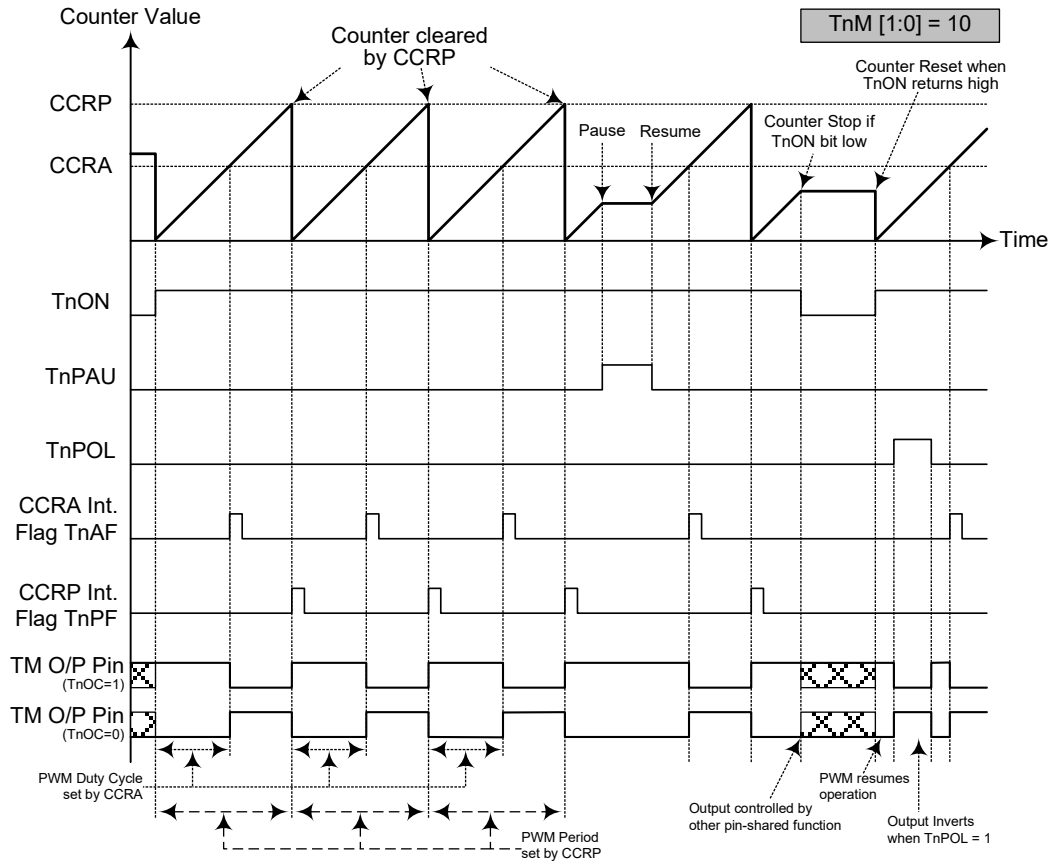 Counter Value
TnM [1:0] = 10
Counter cleared
by CCRP
Counter Reset when
TnON returns high
CCRP
Counter Stop if
TnON bit low
Pause
Resume
CCRA
Time
TnON
TnPAU
TnPOL
CCRA Int.
Flag TnAF
CCRP Int.
Flag TnPF
TM O/P Pin
(TnOC=1)
TM O/P Pin
(TnOC=0)
PWM Duty Cycle
set by CCRA
PWM resumes
operation
Output controlled by
other pin-shared function
Output Inverts
when TnPOL = 1
PWM Period
set by CCRP